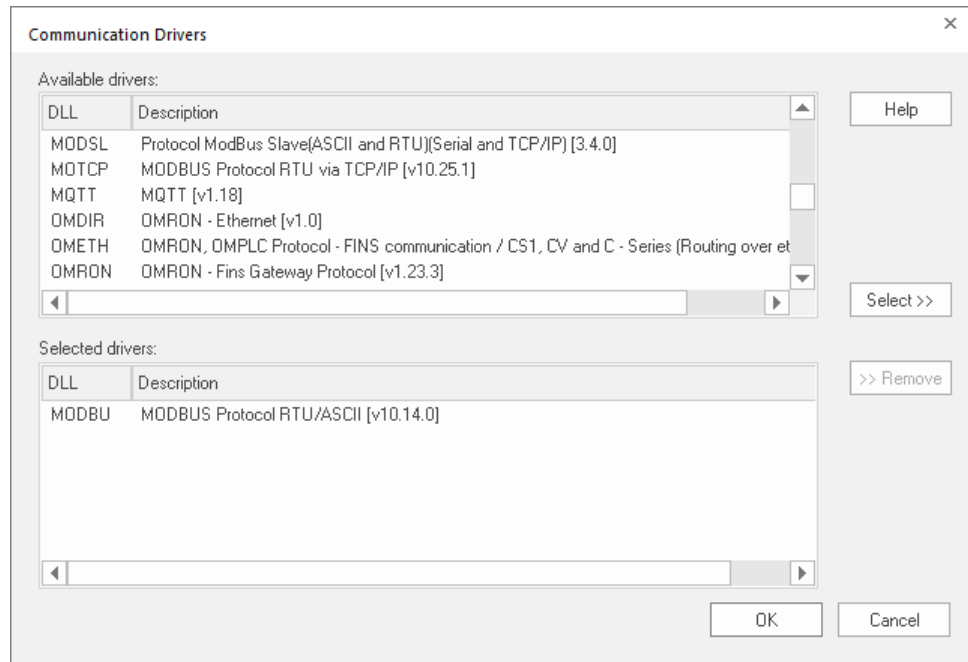 Communication Drivers
Available drivers:
DLL Description
MODSL Protocol ModBus Slave(ASCII and RTU)(Serial and TCP/IP) [3.4.0]
MOTCP MODBUS Protocol RTU via TCP/IP [v10.25.1]
MQTT MQTT [v1.18]
OMDIR OMRON - Ethernet [v1.0]
OMETH OMRON, OMPLC Protocol - FINS communication / CS1, CV and C - Series (Routing over et
OMRON OMRON - Fins Gateway Protocol [v1.23.3]
Help
Select >>
Selected drivers:
DLL Description
MODBU MODBUS Protocol RTU/ASCII [v10.14.0]
>> Remove
OK Cancel